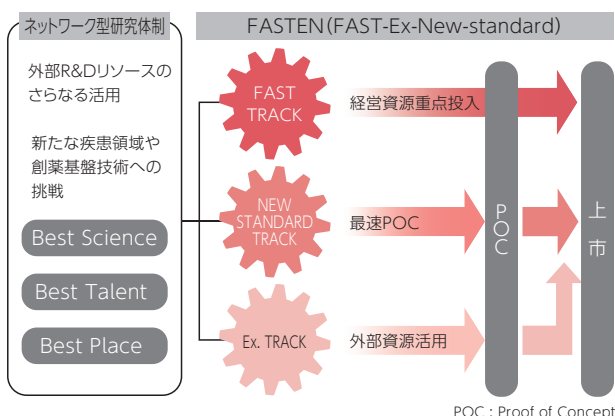 ネットワーク型研究体制
外部R&Dリソースの
さらなる活用
新たな疾患領域や
創薬基盤技術への
挑戦
Best Science
Best Talent
Best Place
FASTEN(FAST-Ex-New-standard)
FAST
TRACK
経営資源重点投入
NEW
STANDARD
TRACK
最速POC
Ex. TRACK
外部資源活用
POC
上市
POC : Proof of Concept